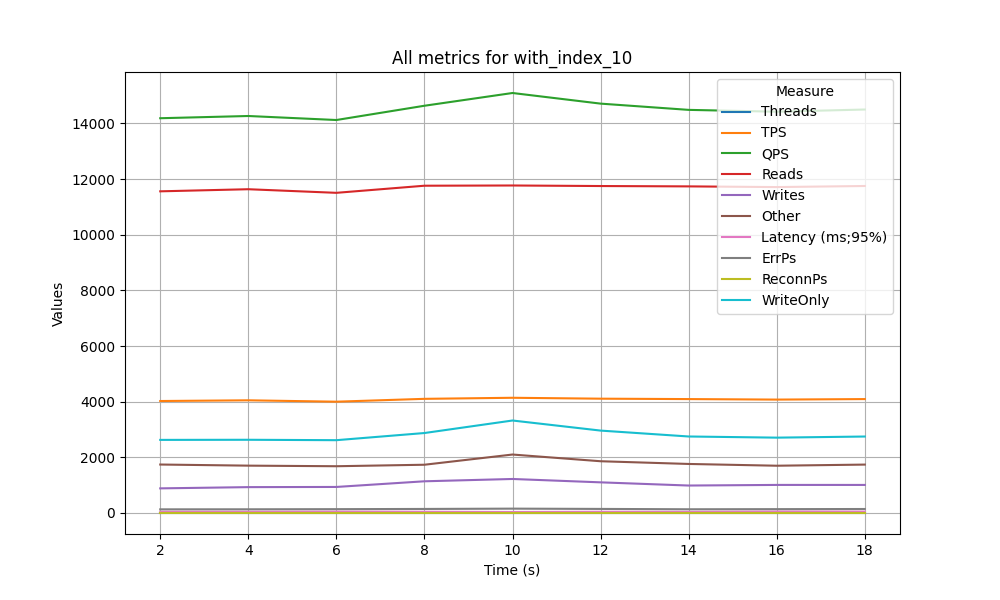 All metrics for with_index_10
Measure
Threads
TPS
QPS
Reads
Writes
Other
Latency (ms;95%)
ErrPs
ReconnPs
WriteOnly
Values
14000
12000
10000
8000
6000
4000
2000
0
2 4 6 8 10 12 14 16 18
Time (s)